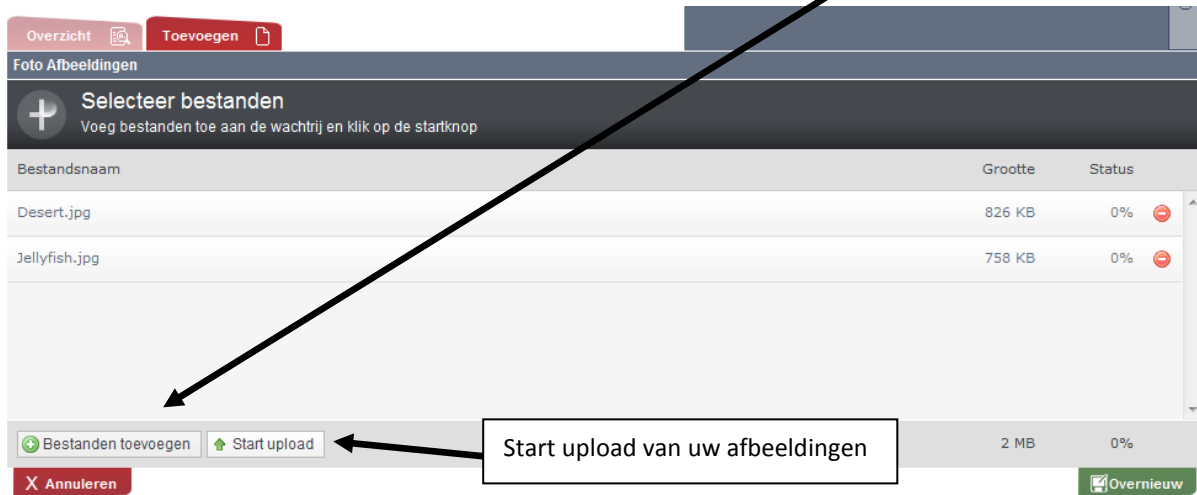 Overzicht Toevoegen
Foto Afbeeldingen
Selecteer bestanden
Voeg bestanden toe aan de wachtrij en klik op de startknop
Bestandsnaam Grootte Status
Desert.jpg 826 KB 0%
Jellyfish.jpg 758 KB 0%
Bestanden toevoegen Start upload Start upload van uw afbeeldingen 2 MB 0%
X Annuleren Overnieuw